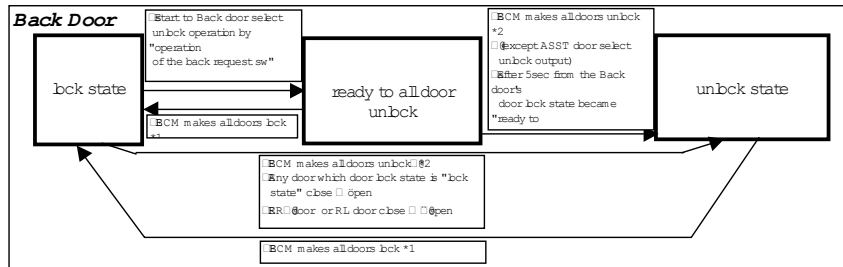 Back Door
・Start to Back door select
unlock operation by
"operation
of the back request sw"
・BCM makes all doors unlock
*2
(except ASST door select
unlock output)
・After 5sec from the Back
door's
door lock state became
"ready to
lock state
ready to all door
unlock
unlock state
・BCM makes all doors lock
*1
・BCM makes all doors unlock *2
・Any door which door lock state is "lock
state" close → open
・RR door or RL door close → open
・BCM makes all doors lock *1